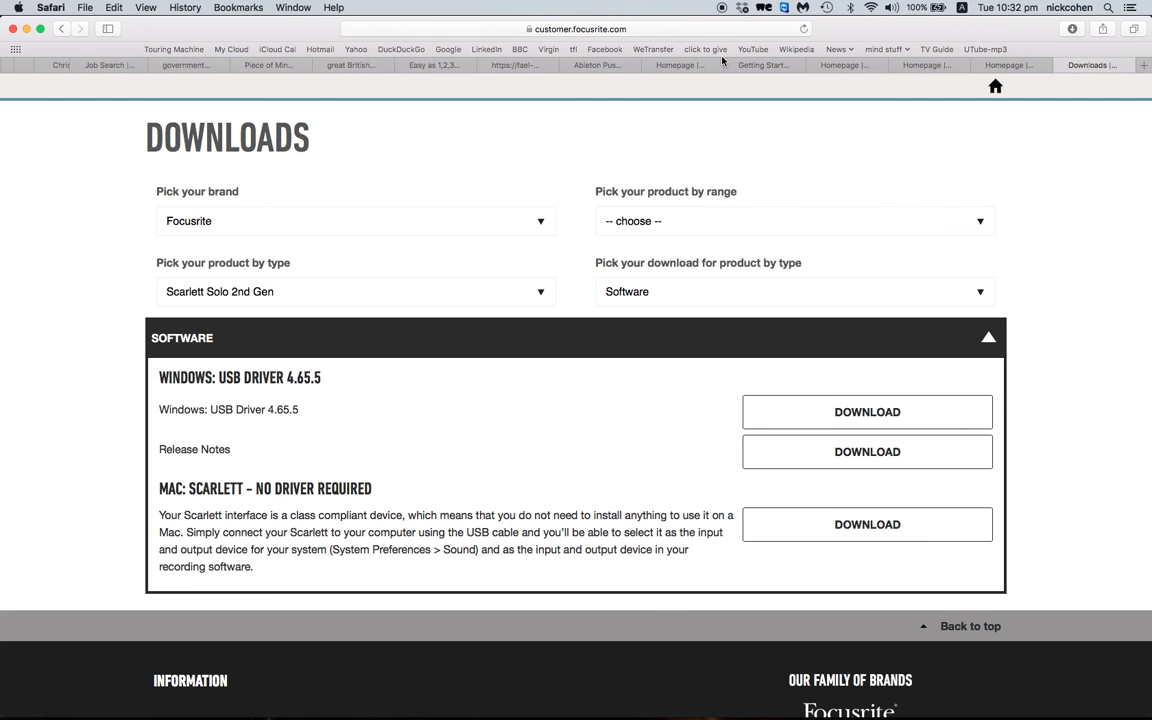 Safari File Edit View History Bookmarks Window Help 100% Tue 10:32 pm nickcohen
customer.focusrite.com
Touring Machine My Cloud iCloud Cal Hotmail Yahoo DuckDuckGo Google LinkedIn BBC Virgin tfl Facebook WeTransfer click to give YouTube Wikipedia News mind stuff TV Guide UTube-mp3
Chris Job Search |... government... Piece of Min... great British... Easy as 1,2,3... https://fael-... Ableton Pus... Homepage |... Getting Start... Homepage |... Homepage |... Homepage |... Downloads |...
DOWNLOADS
Pick your brand Pick your product by range
Focusrite -- choose --
Pick your product by type Pick your download for product by type
Scarlett Solo 2nd Gen Software
SOFTWARE
WINDOWS: USB DRIVER 4.65.5
Windows: USB Driver 4.65.5 DOWNLOAD
Release Notes DOWNLOAD
MAC: SCARLETT - NO DRIVER REQUIRED
Your Scarlett interface is a class compliant device, which means that you do not need to install anything to use it on a
Mac. Simply connect your Scarlett to your computer using the USB cable and you'll be able to select it as the input
and output device for your system (System Preferences > Sound) and as the input and output device in your
recording software.
DOWNLOAD
Back to top
INFORMATION OUR FAMILY OF BRANDS
Focusrite